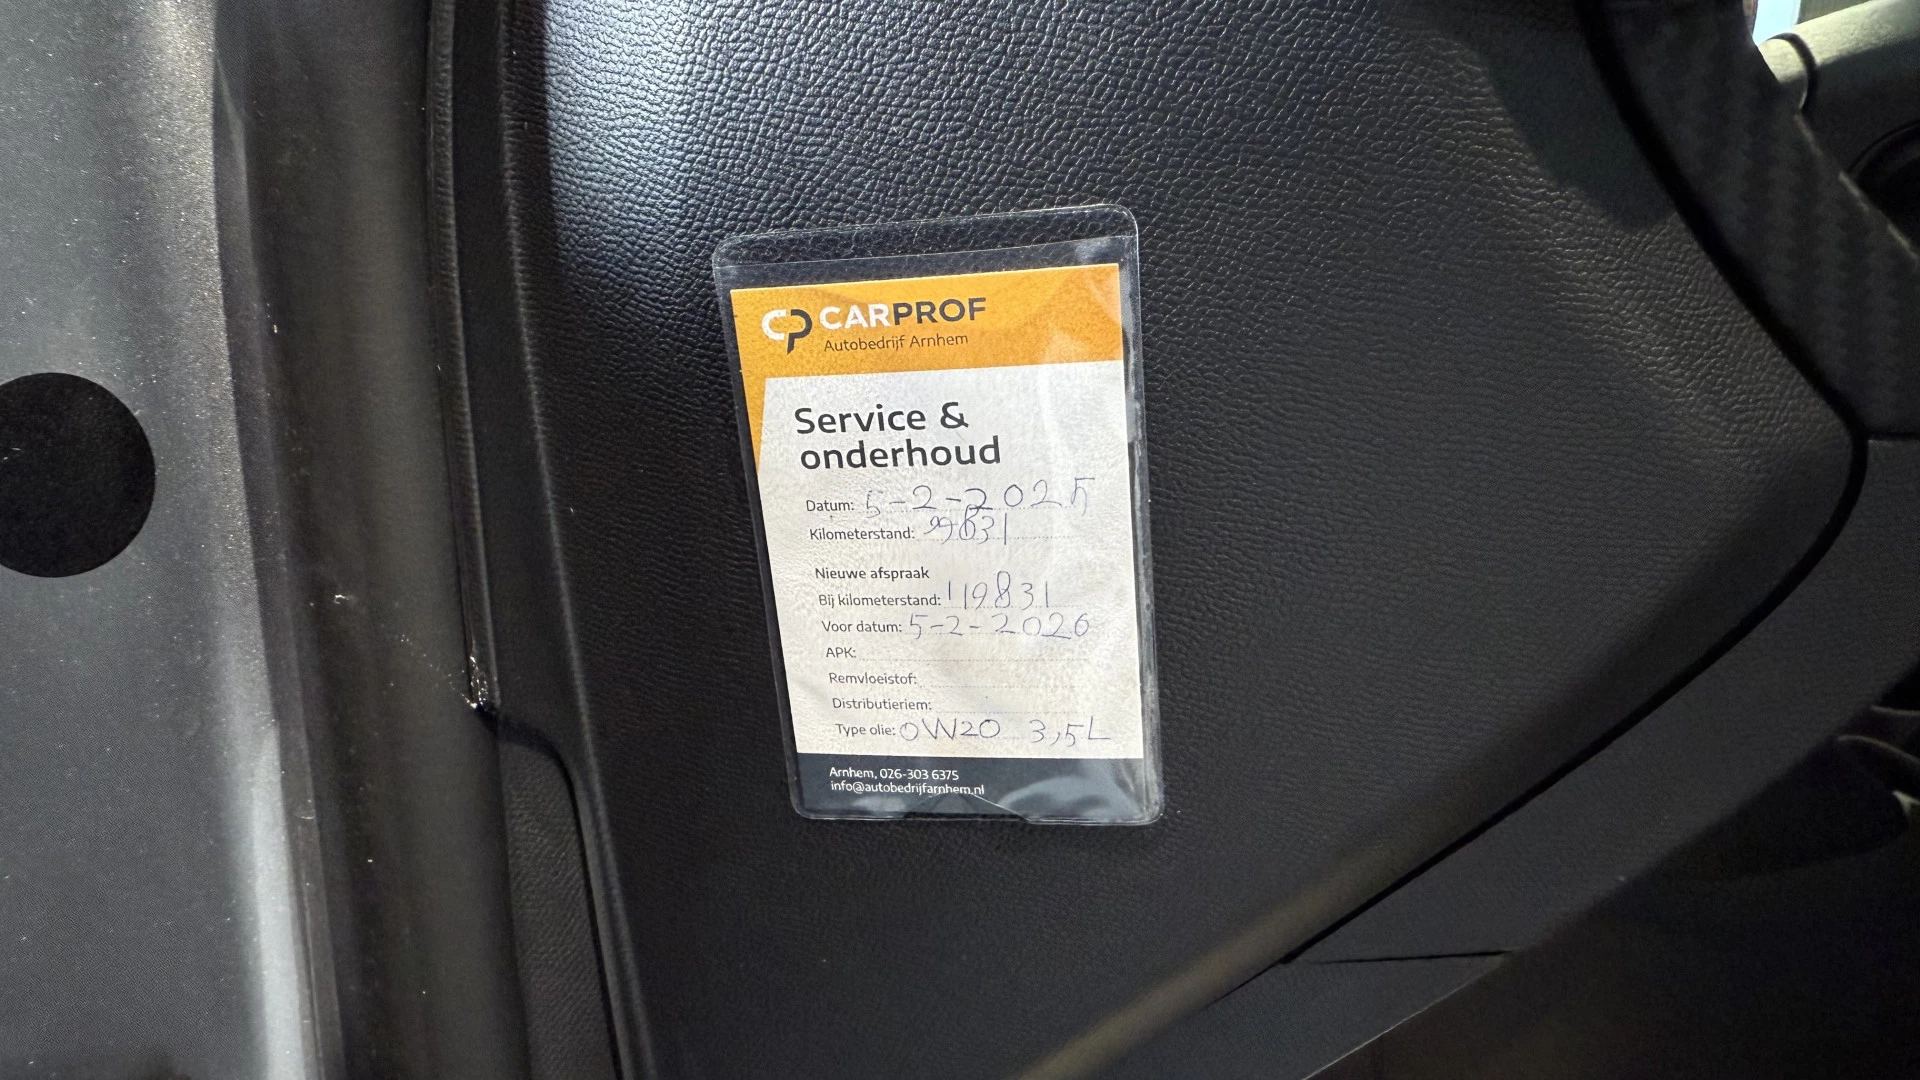 CP CARPROF
Autobedrijf Arnhem
Service &
onderhoud
Datum: 5-2-2025
Kilometerstand: 99831
Nieuwe afspraak
Bij kilometerstand: 119831
Voor datum: 5-2-2026
APK:
Remvloeistof:
Distributieriem:
Type olie: 0W20 3,5L
Arnhem, 026-303 6375
info@autobedrijfarnhem.nl